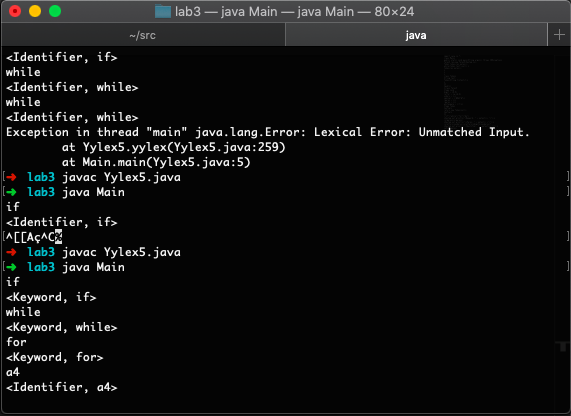 lab3 — java Main — java Main — 80×24
~/src
java
<Identifier, if>
while
<Identifier, while>
while
<Identifier, while>
Exception in thread "main" java.lang.Error: Lexical Error: Unmatched Input.
at Yylex5.yylex(Yylex5.java:259)
at Main.main(Yylex5.java:5)
[➜ lab3 javac Yylex5.java ]
[➜ lab3 java Main ]
if
<Identifier, if>
[^[[Aç^C% ]
➜ lab3 javac Yylex5.java
[➜ lab3 java Main ]
if
<Keyword, if>
while
<Keyword, while>
for
<Keyword, for>
a4
<Identifier, a4>